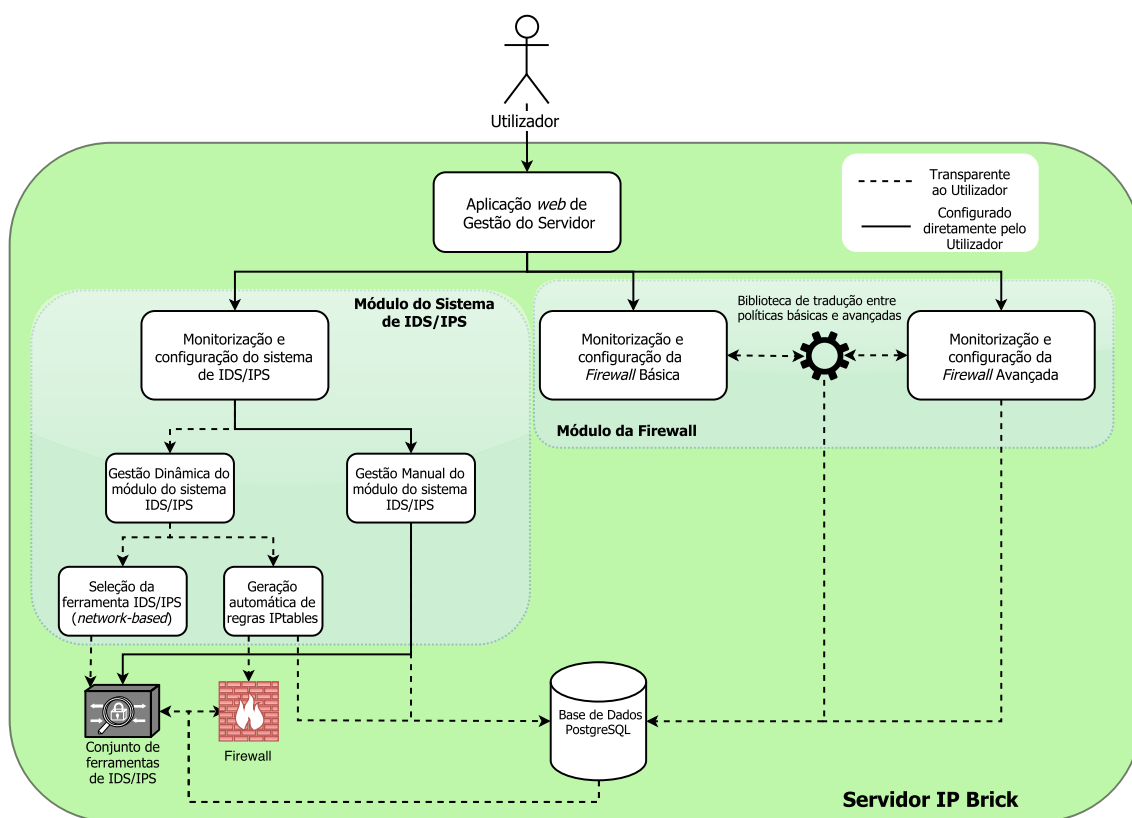 Utilizador
Aplicação web de
Gestão do Servidor
Transparente
ao Utilizador
Configurado
diretamente pelo
Utilizador
Módulo do Sistema
de IDS/IPS
Monitorização e
configuração do sistema
de IDS/IPS
Biblioteca de tradução entre
políticas básicas e avançadas
Monitorização e
configuração da
Firewall Básica
Monitorização e
configuração da
Firewall Avançada
Módulo da Firewall
Gestão Dinâmica do
módulo do sistema
IDS/IPS
Gestão Manual do
módulo do sistema
IDS/IPS
Seleção da
ferramenta IDS/IPS
(network-based)
Geração
automática de
regras IPtables
Conjunto de
ferramentas
de IDS/IPS
Firewall
Base de Dados
PostgreSQL
Servidor IP Brick